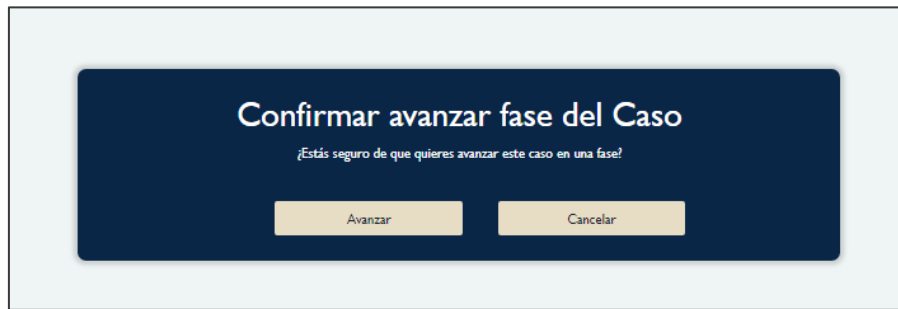 Confirmar avanzar fase del Caso
¿Estás seguro de que quieres avanzar este caso en una fase?
Avanzar
Cancelar